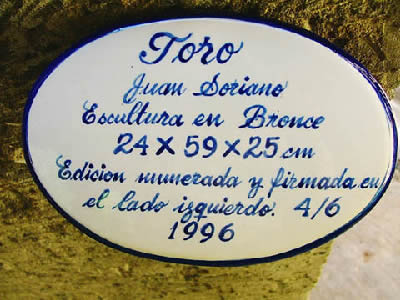 Toro
Juan Soriano
Escultura en Bronce
24 x 59 x 25 cm
Edicion numerada y firmada en
el lado izquierdo. 4/6
1996